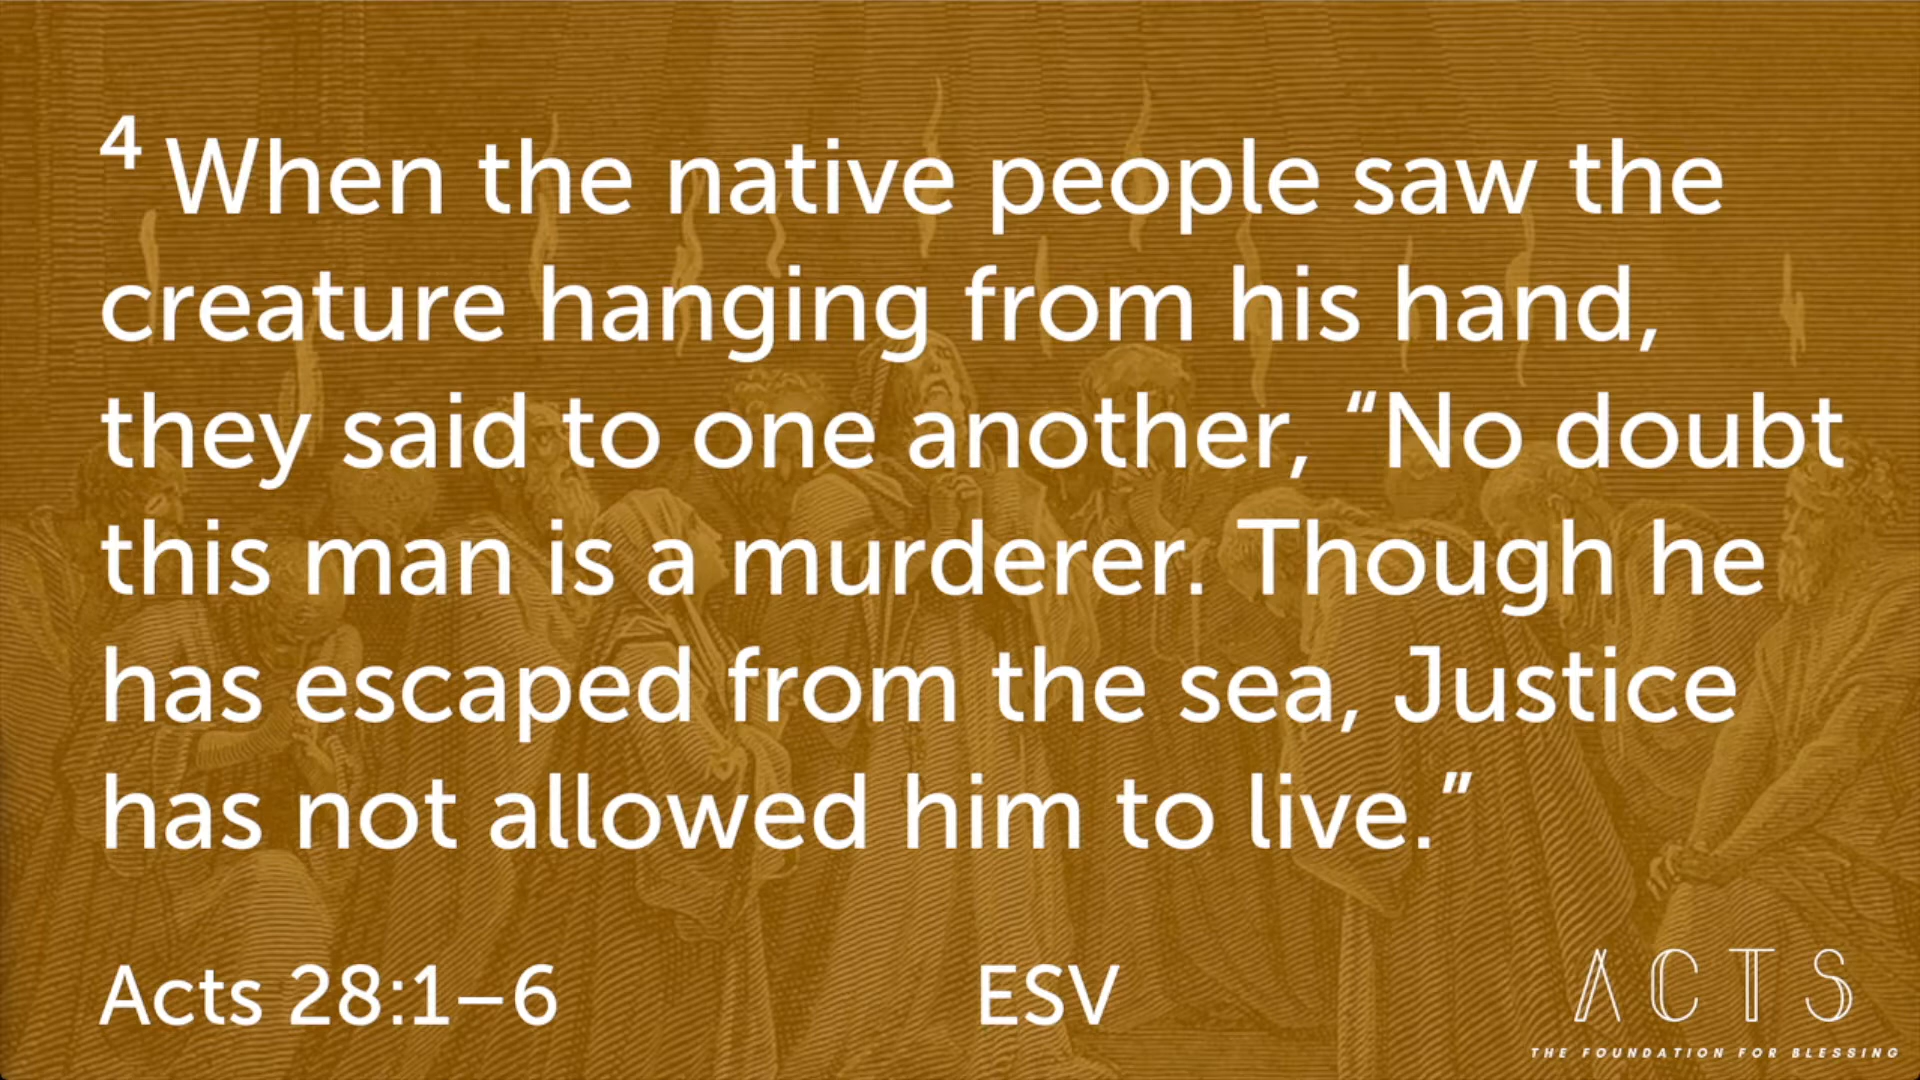 4 When the native people saw the
creature hanging from his hand,
they said to one another, “No doubt
this man is a murderer. Though he
has escaped from the sea, Justice
has not allowed him to live.”
Acts 28:1–6 ESV
ACTS
THE FOUNDATION FOR BLESSING